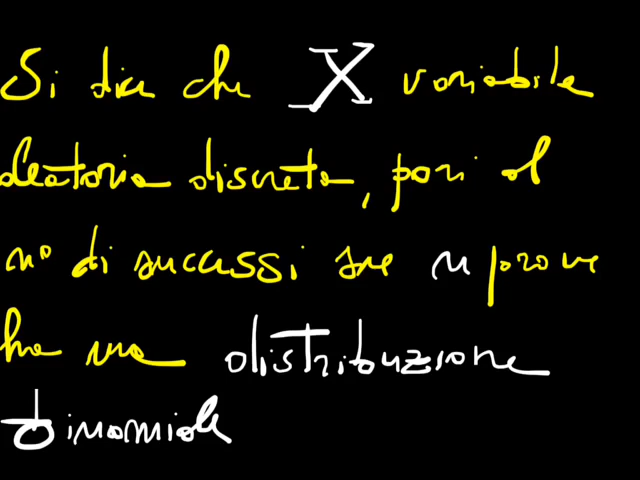 Si dice che X variabile
aleatoria discreta, pari al
n° di successi su n prove
ha una distribuzione
binomiale